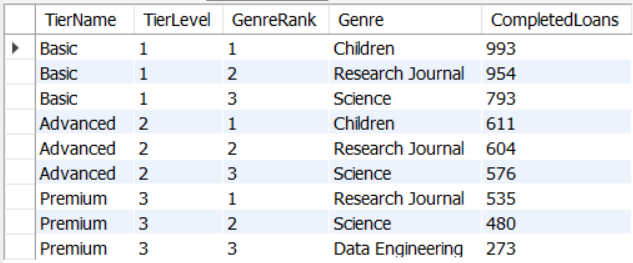 TierName TierLevel GenreRank Genre CompletedLoans
Basic 1 1 Children 993
Basic 1 2 Research Journal 954
Basic 1 3 Science 793
Advanced 2 1 Children 611
Advanced 2 2 Research Journal 604
Advanced 2 3 Science 576
Premium 3 1 Research Journal 535
Premium 3 2 Science 480
Premium 3 3 Data Engineering 273